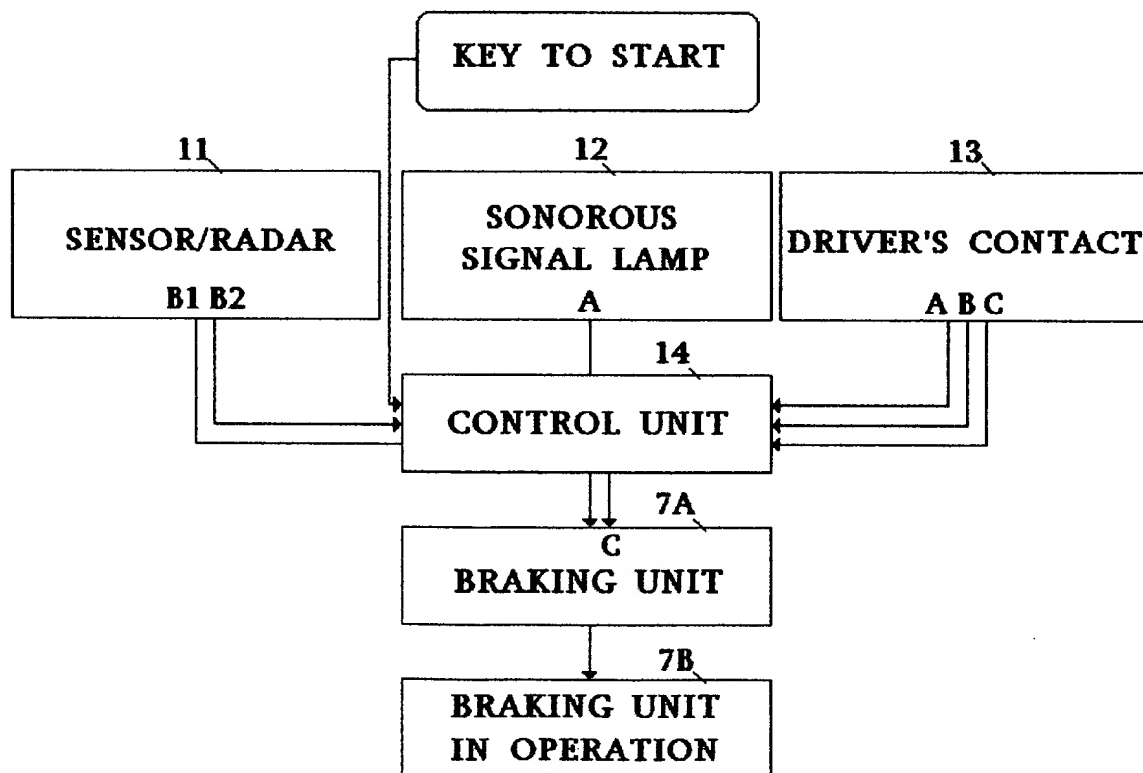 KEY TO START
11
12
13
SENSOR/RADAR
B1 B2
SONOROUS
SIGNAL LAMP
A
DRIVER'S CONTACT
A B C
14
CONTROL UNIT
7A
C
BRAKING UNIT
7B
BRAKING UNIT
IN OPERATION